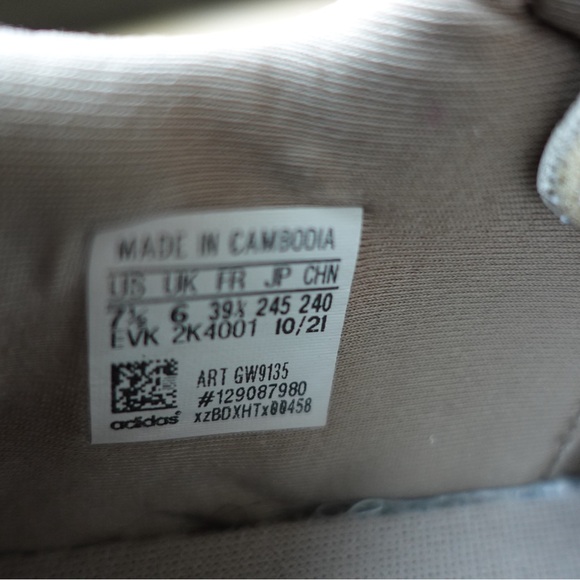 MADE IN CAMBODIA
US UK FR JP CHN
7½ 6 39⅓ 245 240
EVK 2K4001 10/21
ART GW9135
#129087980
adidas xzBDXHTx00458